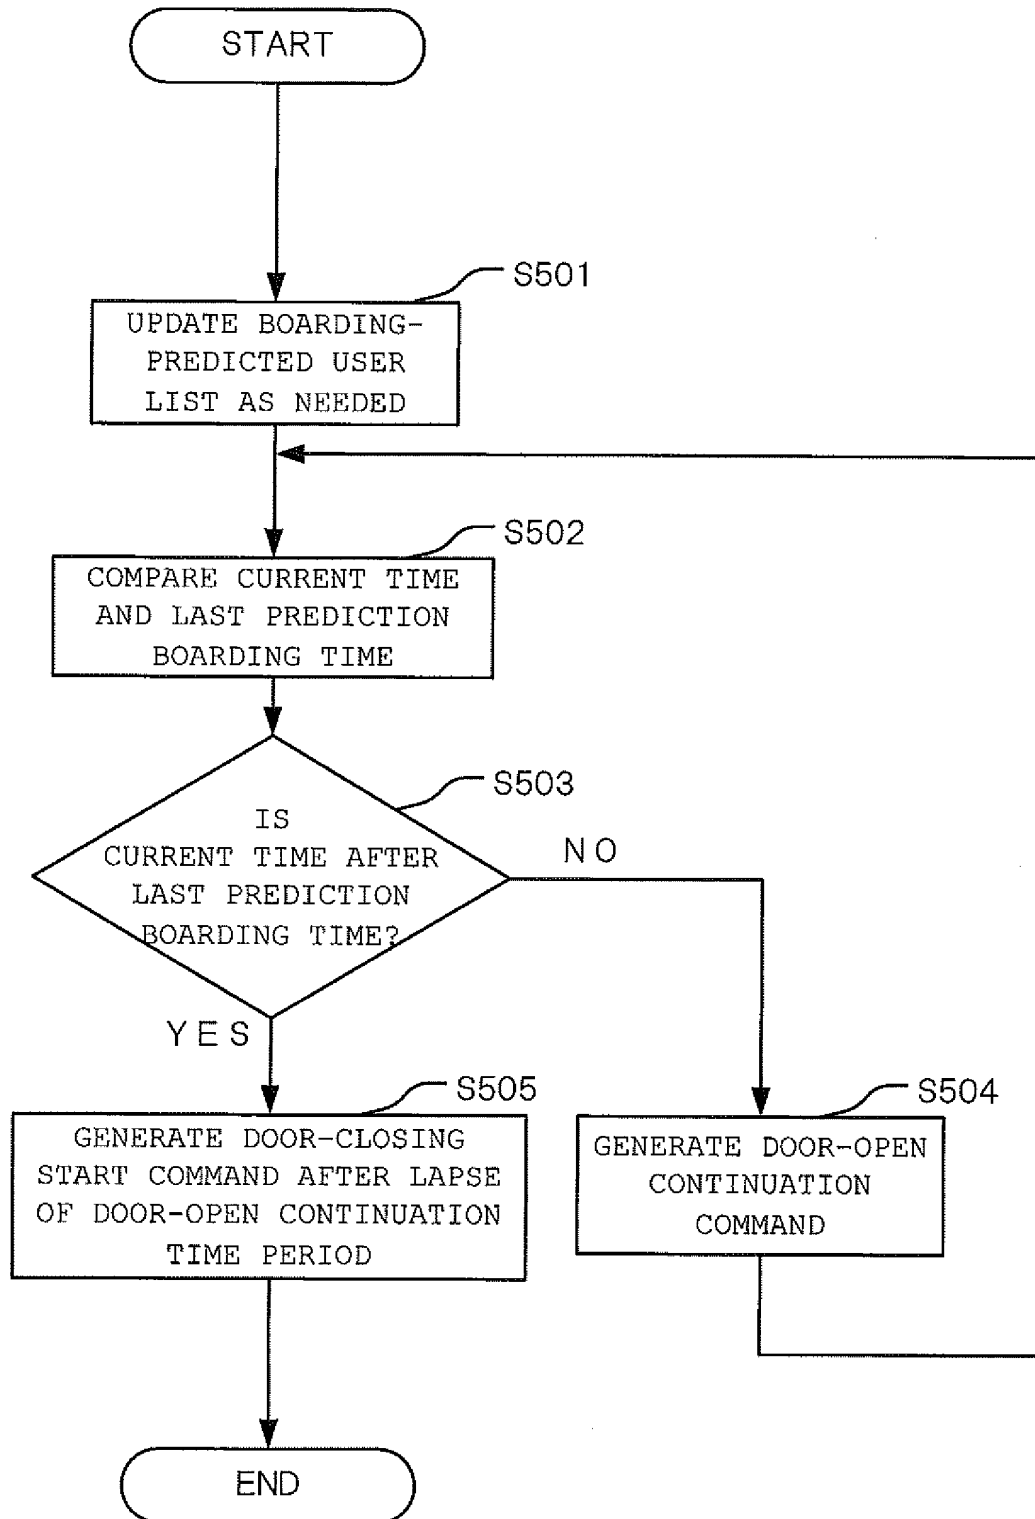 START
S501
UPDATE BOARDING-
PREDICTED USER
LIST AS NEEDED
S502
COMPARE CURRENT TIME
AND LAST PREDICTION
BOARDING TIME
S503
IS
CURRENT TIME AFTER
LAST PREDICTION
BOARDING TIME?
NO
YES
S505
GENERATE DOOR-CLOSING
START COMMAND AFTER LAPSE
OF DOOR-OPEN CONTINUATION
TIME PERIOD
S504
GENERATE DOOR-OPEN
CONTINUATION
COMMAND
END